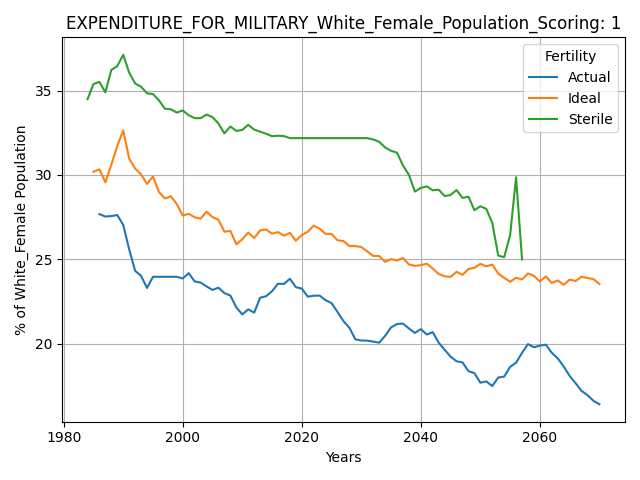 EXPENDITURE_FOR_MILITARY_White_Female_Population_Scoring: 1
Fertility
Actual
Ideal
Sterile
% of White_Female Population
35
30
25
20
1980
2000
2020
2040
2060
Years